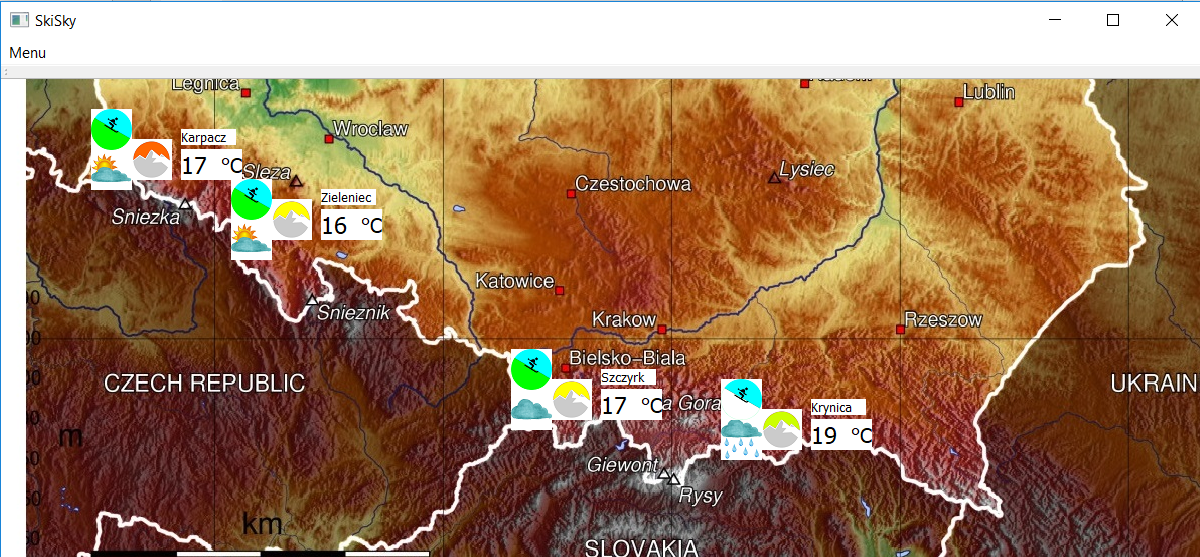 SkiSky
Menu
Legnica
Lublin
Wroclaw
Karpacz
17 °C
Sleza
Lysiec
Czestochowa
Zieleniec
16 °C
Sniezka
Katowice
Snieznik
Krakow
Rzeszow
Bielsko-Biala
Szczyrk
17 °C
a Gora
CZECH REPUBLIC
UKRAIN
Krynica
19 °C
m
Giewont
Rysy
km
SLOVAKIA